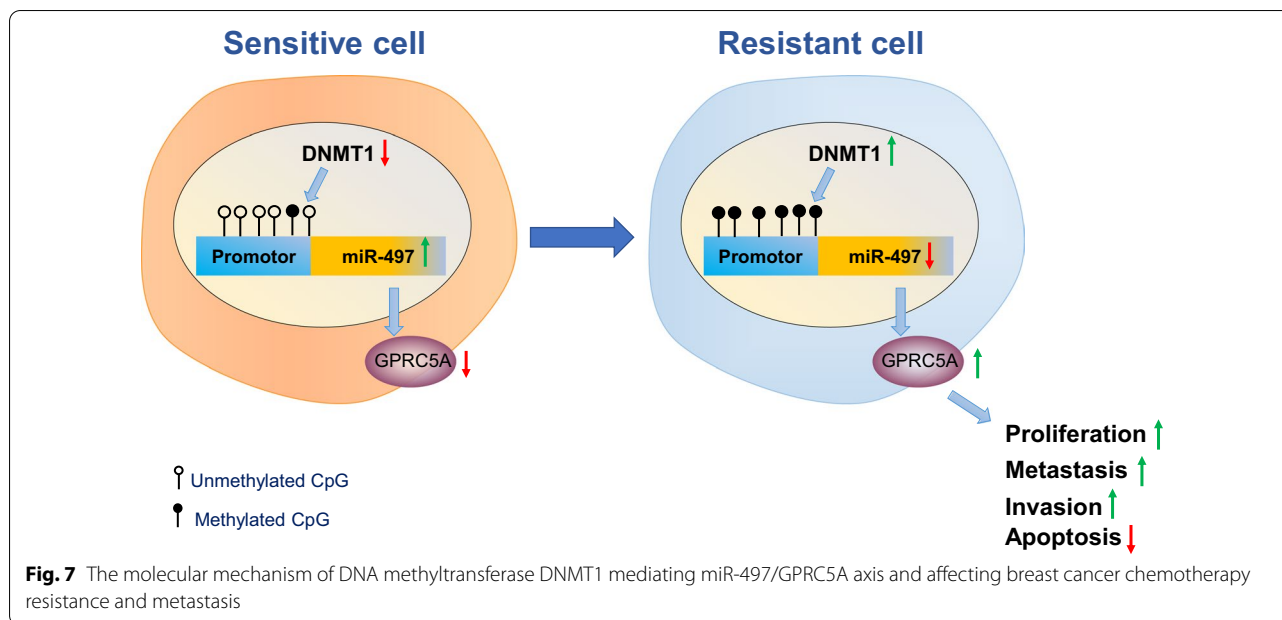 Sensitive cell
Resistant cell
DNMT1
DNMT1
Promotor
miR-497
Promotor
miR-497
GPRC5A
GPRC5A
Proliferation
Metastasis
Invasion
Apoptosis
Unmethylated CpG
Methylated CpG
Fig. 7 The molecular mechanism of DNA methyltransferase DNMT1 mediating miR-497/GPRC5A axis and affecting breast cancer chemotherapy
resistance and metastasis